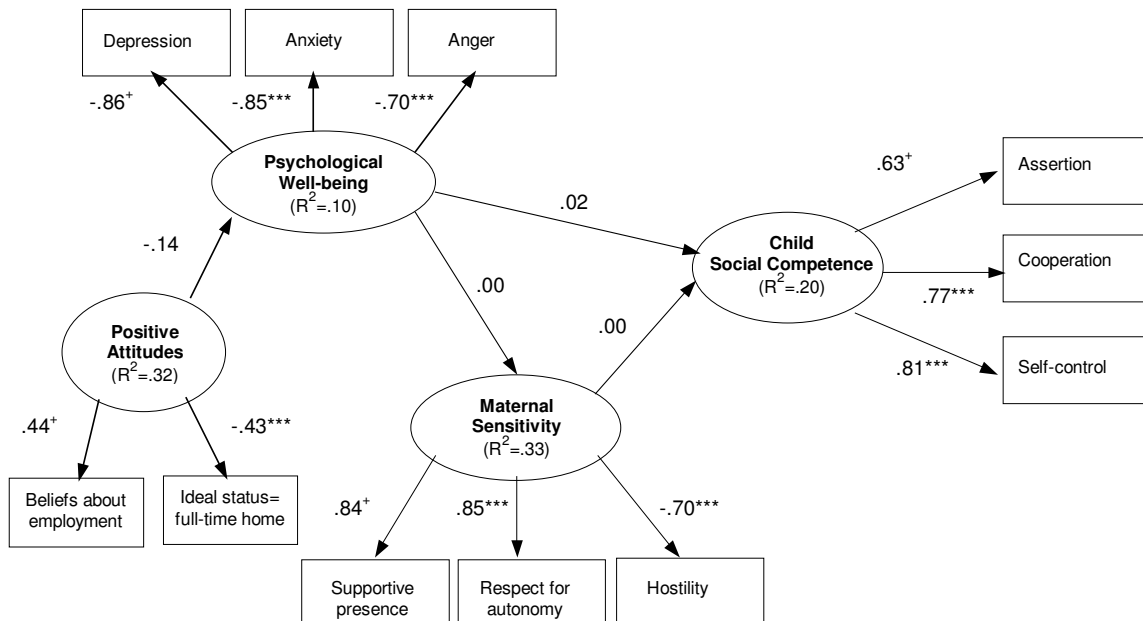 Depression
Anxiety
Anger
-.86+
-.85***
-.70***
Psychological
Well-being
(R2=.10)
.63+
Assertion
.02
Child
Social Competence
(R2=.20)
Cooperation
.77***
-.14
.00
Positive
Attitudes
(R2=.32)
.00
.81***
Self-control
Maternal
Sensitivity
(R2=.33)
.44+
-.43***
Beliefs about
employment
Ideal status=
full-time home
.84+
.85***
-.70***
Supportive
presence
Respect for
autonomy
Hostility